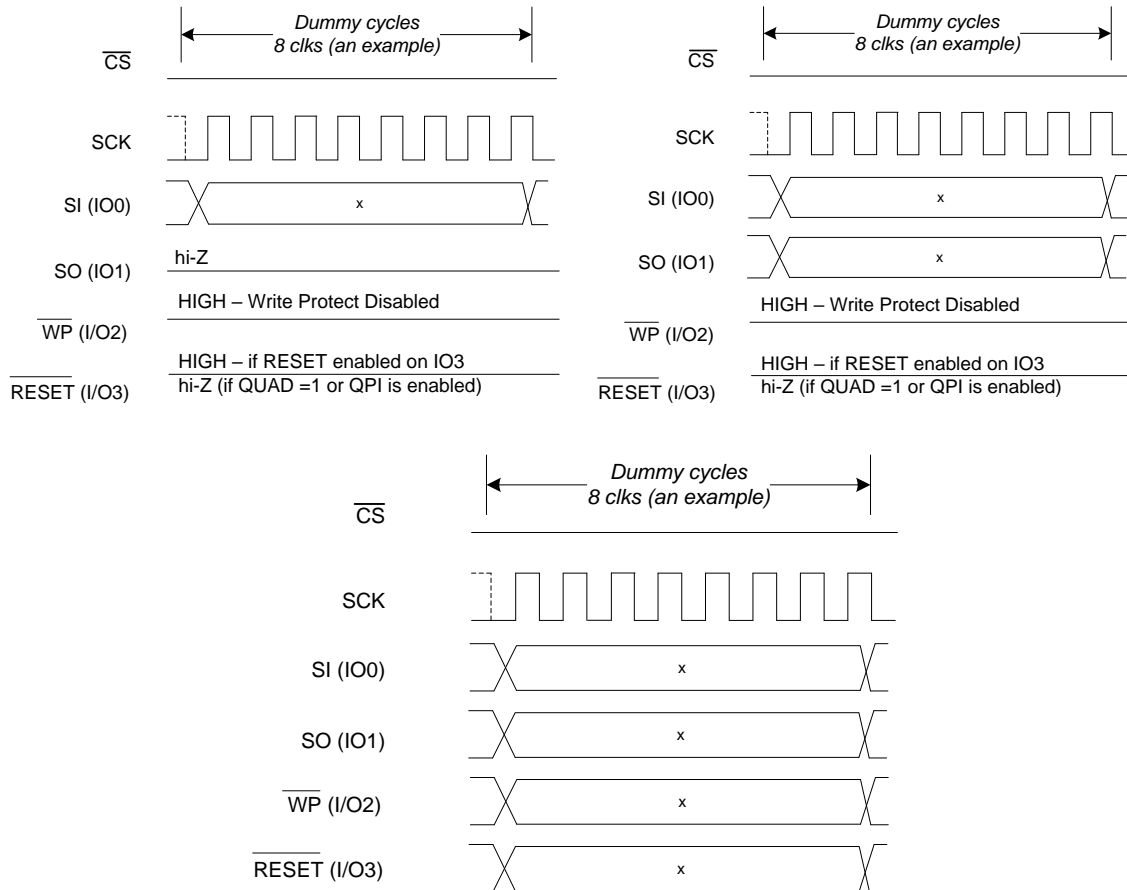 Dummy cycles
8 clks (an example)
CS
SCK
SI (IO0)
x
SO (IO1)
hi-Z
HIGH – Write Protect Disabled
WP (I/O2)
HIGH – if RESET enabled on IO3
RESET (I/O3)
hi-Z (if QUAD =1 or QPI is enabled)
Dummy cycles
8 clks (an example)
CS
SCK
SI (IO0)
x
SO (IO1)
x
HIGH – Write Protect Disabled
WP (I/O2)
HIGH – if RESET enabled on IO3
RESET (I/O3)
hi-Z (if QUAD =1 or QPI is enabled)
Dummy cycles
8 clks (an example)
CS
SCK
SI (IO0)
x
SO (IO1)
x
WP (I/O2)
x
RESET (I/O3)
x